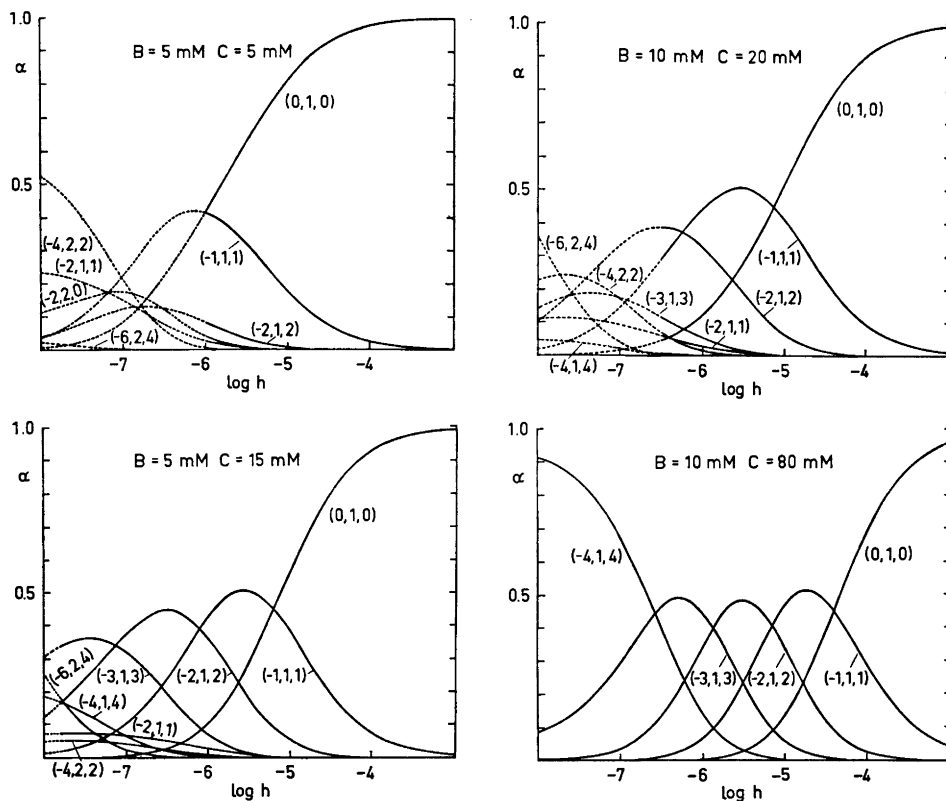 1.0
B = 5 mM C = 5 mM
α
(0,1,0)
0.5
(-4,2,2)
(-2,1,1)
(-2,2,0)
(-1,1,1)
(-6,2,4)
(-2,1,2)
-7 -6 -5 -4
log h
1.0
B = 10 mM C = 20 mM
α
(0,1,0)
0.5
(-6,2,4)
(-4,2,2)
(-1,1,1)
(-3,1,3)
(-2,1,2)
(-2,1,1)
(-4,1,4)
-7 -6 -5 -4
log h
1.0
B = 5 mM C = 15 mM
α
(0,1,0)
0.5
(-6,2,4)
(-3,1,3)
(-2,1,2)
(-1,1,1)
(-4,1,4)
(-2,1,1)
(-4,2,2)
-7 -6 -5 -4
log h
1.0
B = 10 mM C = 80 mM
α
(-4,1,4)
(0,1,0)
0.5
(-3,1,3)
(-2,1,2)
(-1,1,1)
-7 -6 -5 -4
log h